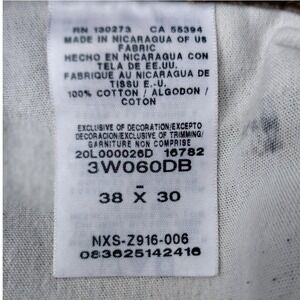 RN 130273 CA 55394
MADE IN NICARAGUA OF US
FABRIC
HECHO EN NICARAGUA CON
TELA DE EE.UU.
FABRIQUE AU NICARAGUA DE
TISSU E.U.
100% COTTON / ALGODON /
COTON
EXCLUSIVE OF DECORATION/EXCEPTO
DECORACION/EXCLUSIVE OF TRIMMING/
GARNITURE NON COMPRISE
20L000026D 16782
3W060DB
-
38 X 30
NXS-Z916-006
083625142416